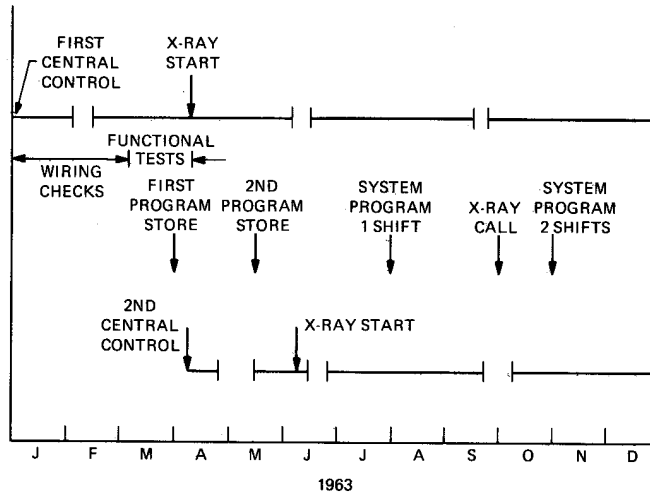 FIRST
CENTRAL
CONTROL
X-RAY
START
FUNCTIONAL
TESTS
WIRING
CHECKS
FIRST
PROGRAM
STORE
2ND
PROGRAM
STORE
SYSTEM
PROGRAM
1 SHIFT
X-RAY
CALL
SYSTEM
PROGRAM
2 SHIFTS
2ND
CENTRAL
CONTROL
X-RAY START
J F M A M J J A S O N D
1963